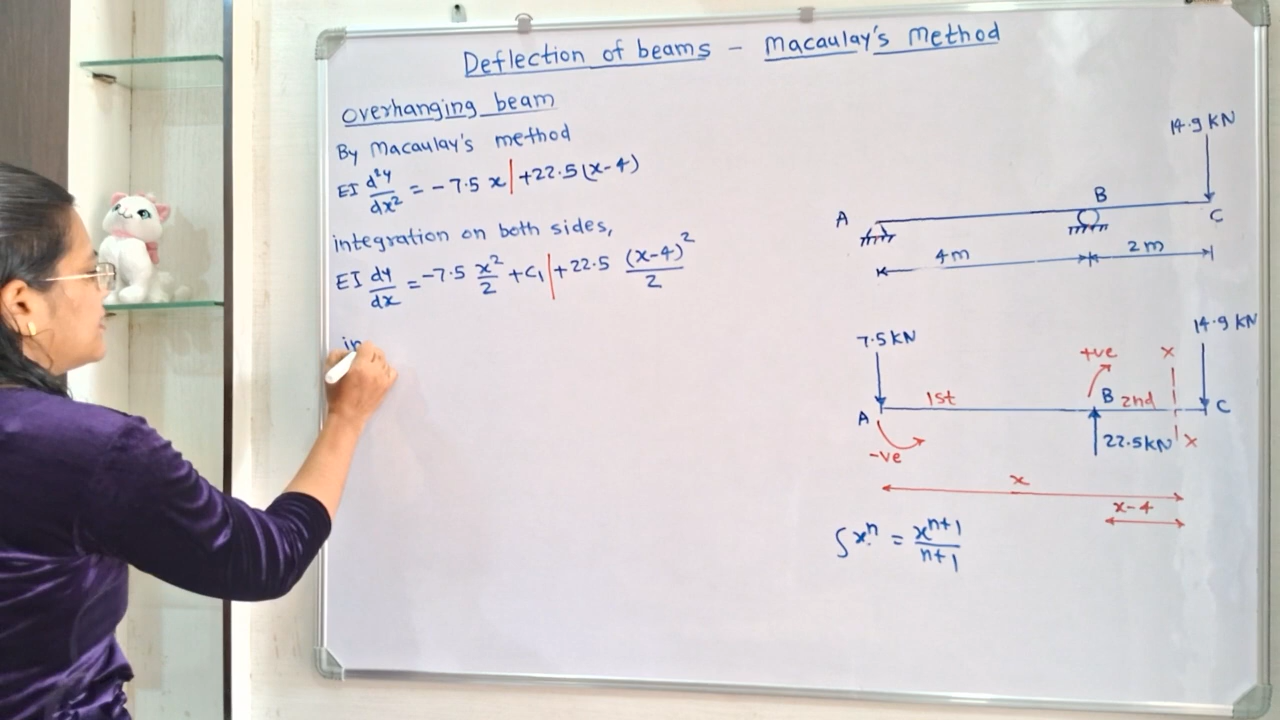 Deflection of beams – Macaulay's Method
Overhanging beam
By Macaulay's method
EI d²y/dx² = -7.5 x | +22.5(x-4)
integration on both sides,
EI dy/dx = -7.5 x²/2 + C₁ | +22.5 (x-4)²/2
in
14.9 KN
A B C
4m 2m
7.5 KN 14.9 KN
+ve x
1st B 2nd
A C
-ve 22.5KN x
x
x-4
∫xⁿ = xⁿ⁺¹/n+1